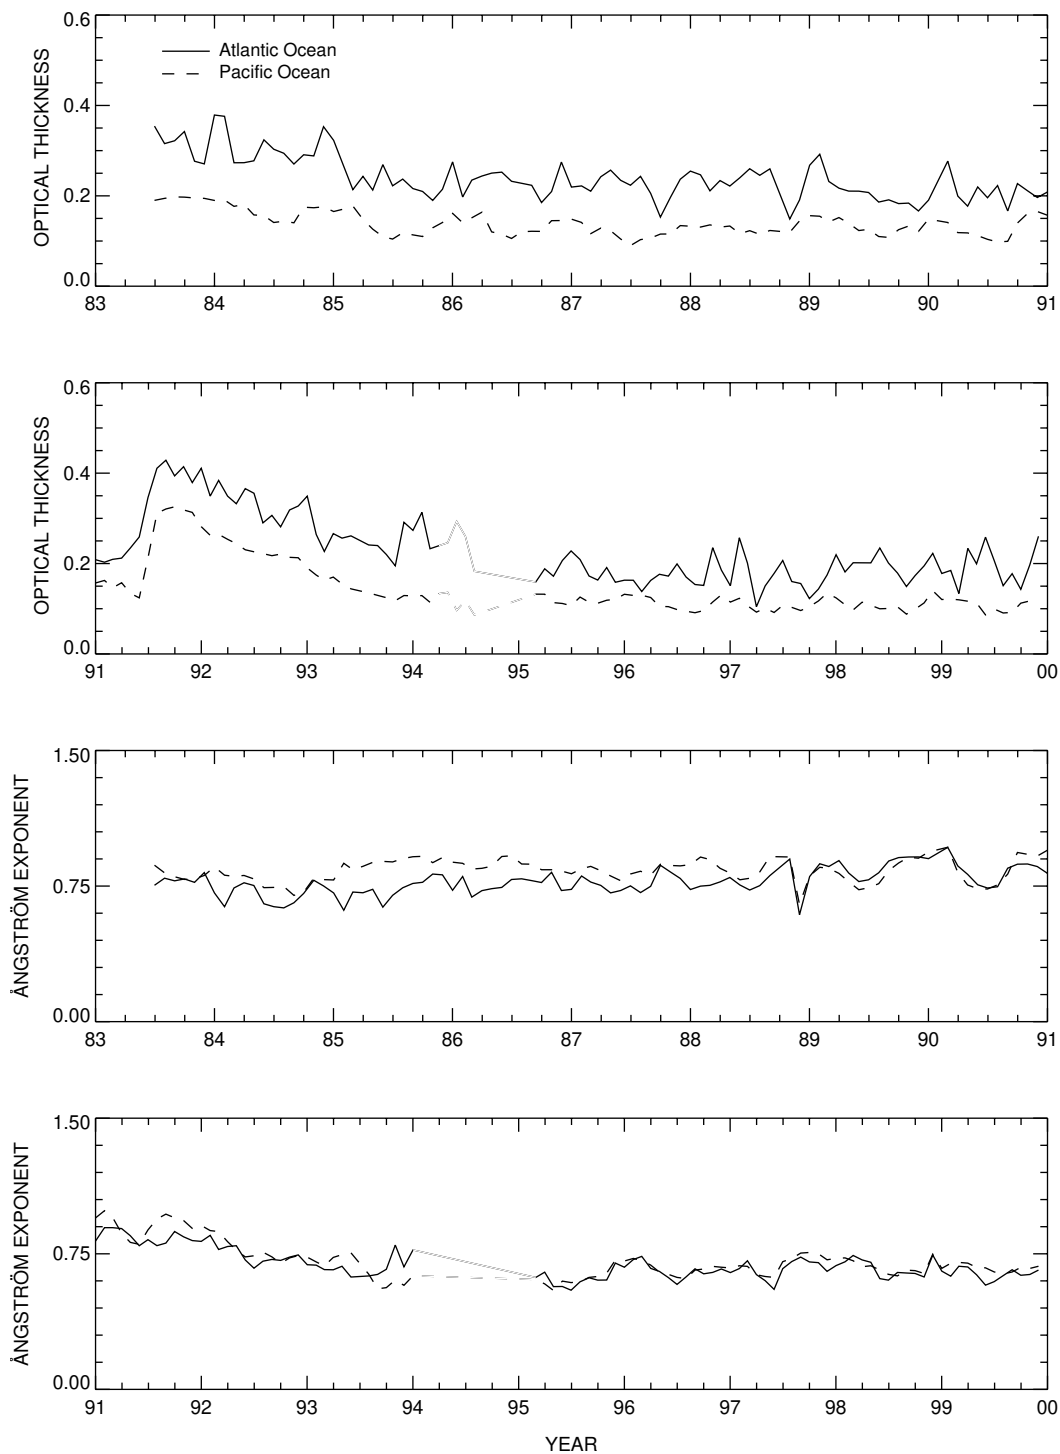 0.6
Atlantic Ocean
Pacific Ocean
0.4
OPTICAL THICKNESS
0.2
0.0
83 84 85 86 87 88 89 90 91
0.6
0.4
OPTICAL THICKNESS
0.2
0.0
91 92 93 94 95 96 97 98 99 00
1.50
ÅNGSTRÖM EXPONENT
0.75
0.00
83 84 85 86 87 88 89 90 91
1.50
ÅNGSTRÖM EXPONENT
0.75
0.00
91 92 93 94 95 96 97 98 99 00
YEAR